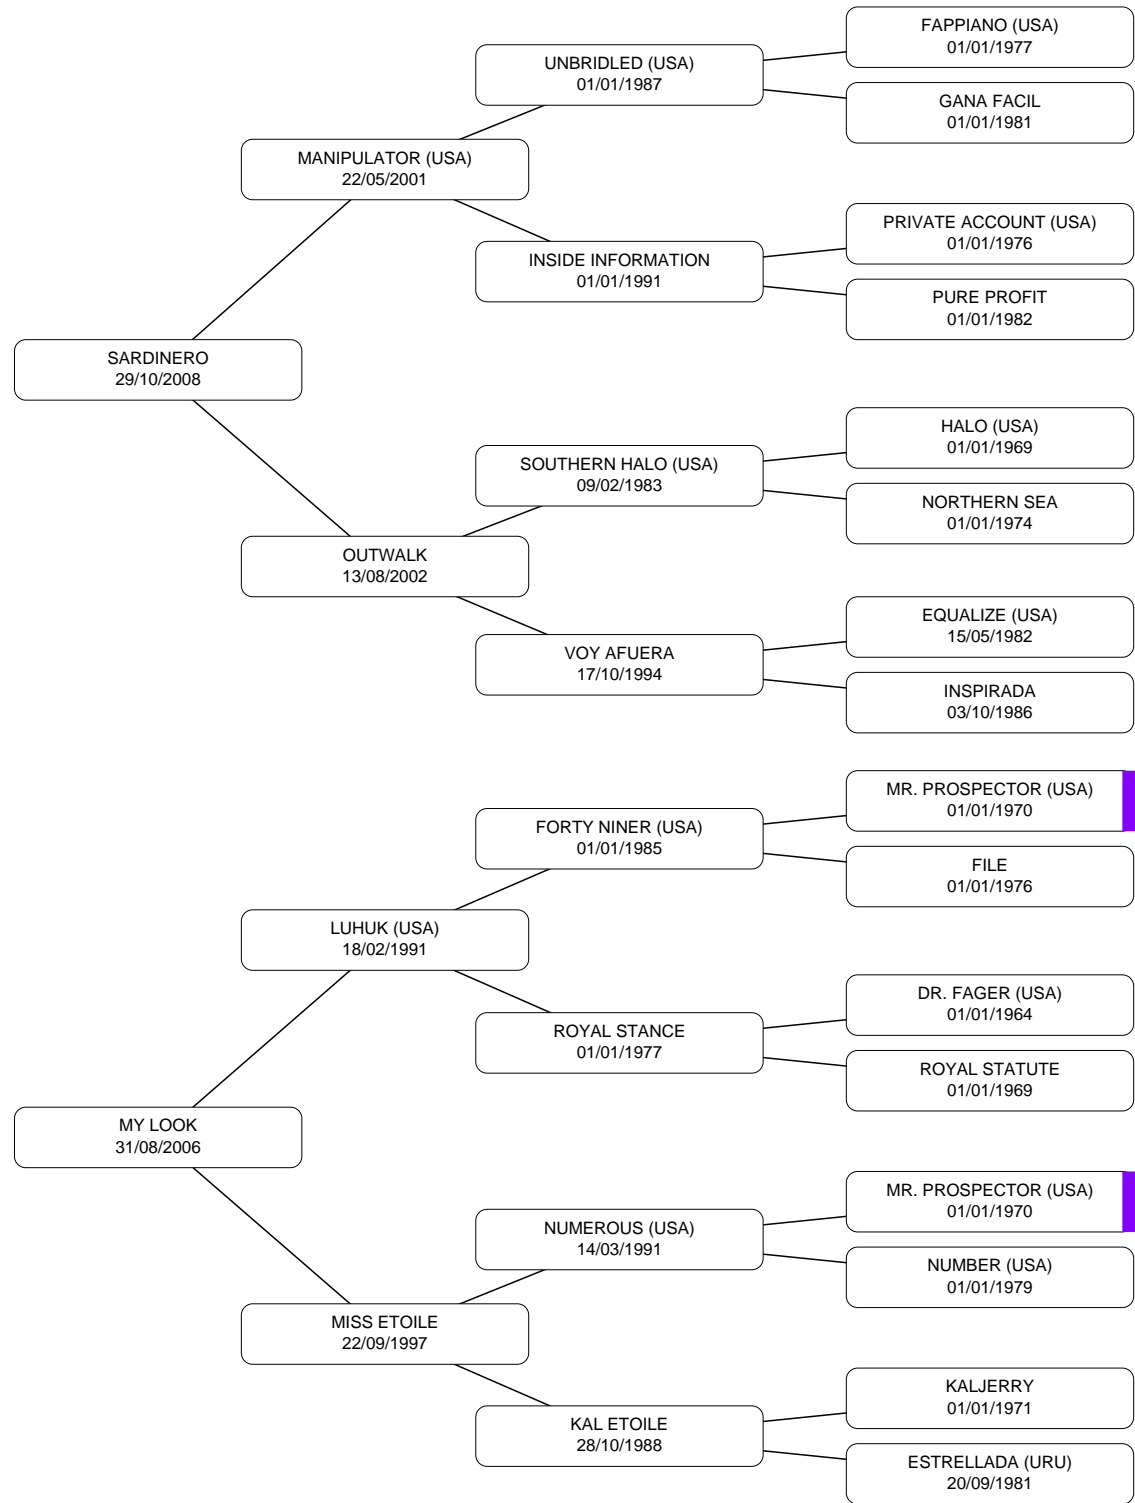 FAPPIANO (USA)
01/01/1977
UNBRIDLED (USA)
01/01/1987
GANA FACIL
01/01/1981
MANIPULATOR (USA)
22/05/2001
PRIVATE ACCOUNT (USA)
01/01/1976
INSIDE INFORMATION
01/01/1991
PURE PROFIT
01/01/1982
SARDINERO
29/10/2008
HALO (USA)
01/01/1969
SOUTHERN HALO (USA)
09/02/1983
NORTHERN SEA
01/01/1974
OUTWALK
13/08/2002
EQUALIZE (USA)
15/05/1982
VOY AFUERA
17/10/1994
INSPIRADA
03/10/1986
MR. PROSPECTOR (USA)
01/01/1970
FORTY NINER (USA)
01/01/1985
FILE
01/01/1976
LUHUK (USA)
18/02/1991
DR. FAGER (USA)
01/01/1964
ROYAL STANCE
01/01/1977
ROYAL STATUTE
01/01/1969
MY LOOK
31/08/2006
MR. PROSPECTOR (USA)
01/01/1970
NUMEROUS (USA)
14/03/1991
NUMBER (USA)
01/01/1979
MISS ETOILE
22/09/1997
KALJERRY
01/01/1971
KAL ETOILE
28/10/1988
ESTRELLADA (URU)
20/09/1981